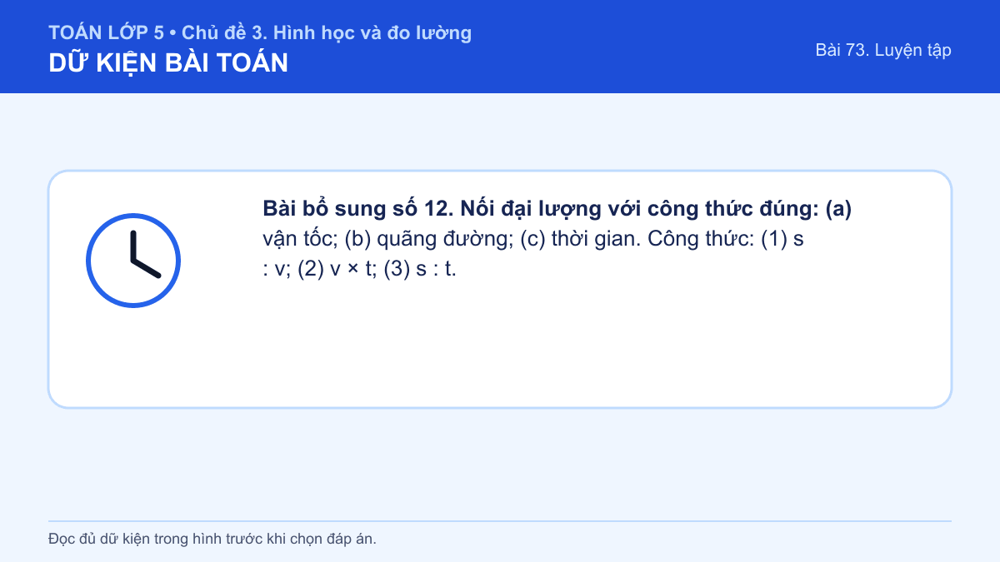 TOÁN LỚP 5 • Chủ đề 3. Hình học và đo lường
DỮ KIỆN BÀI TOÁN
Bài 73. Luyện tập
Bài bổ sung số 12. Nối đại lượng với công thức đúng: (a)
vận tốc; (b) quãng đường; (c) thời gian. Công thức: (1) s
: v; (2) v × t; (3) s : t.
Đọc đủ dữ kiện trong hình trước khi chọn đáp án.